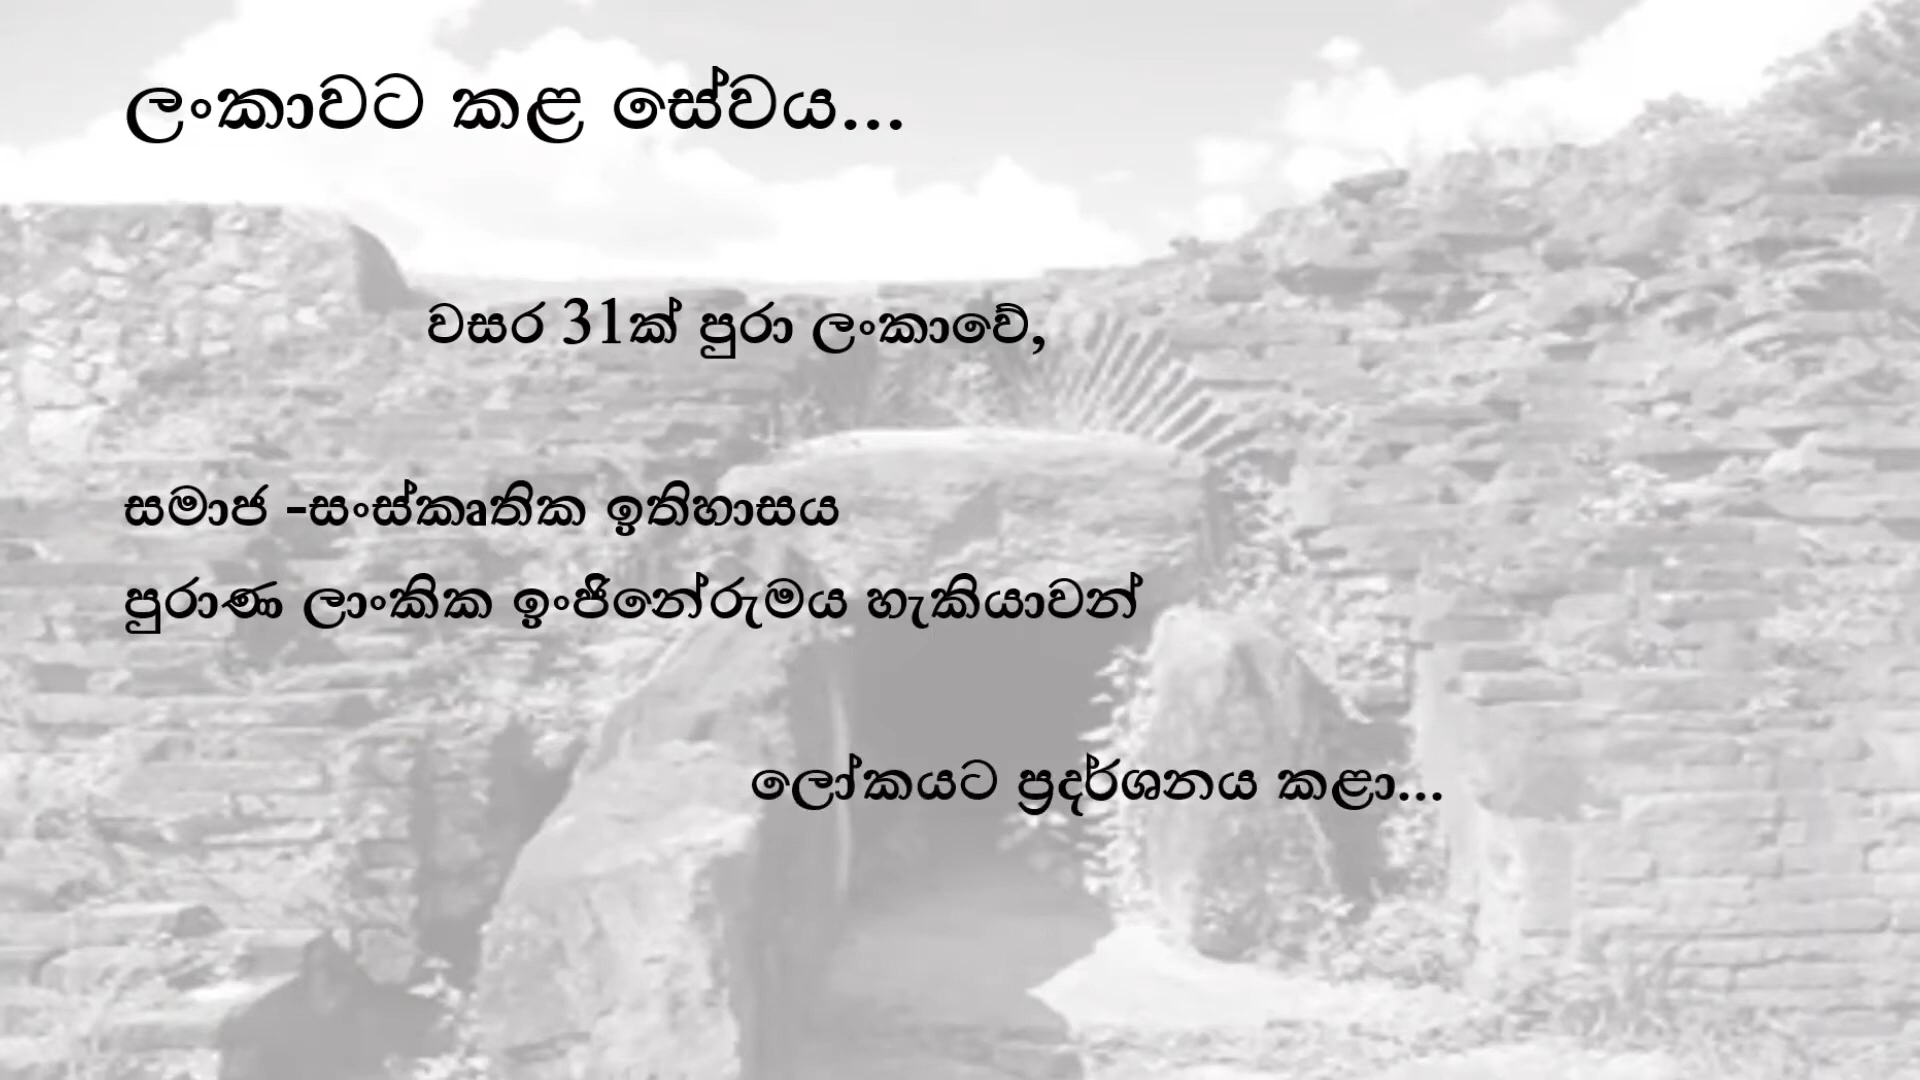 ලංකාවට කළ සේවය...
වසර 31ක් පුරා ලංකාවේ,
සමාජ -සංස්කෘතික ඉතිහාසය
පුරාණ ලාංකික ඉංජිනේරුමය හැකියාවන්
ලෝකයට ප්‍රදර්ශනය කළා...